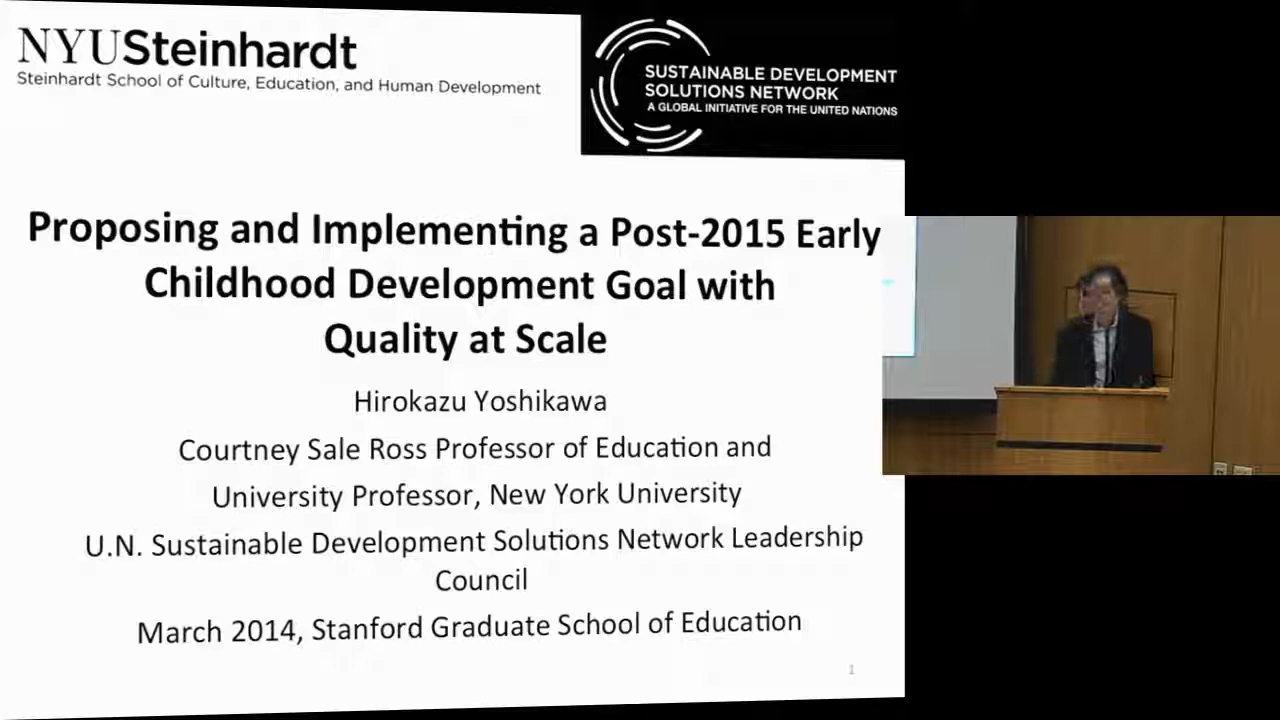 NYUSteinhardt
Steinhardt School of Culture, Education, and Human Development
SUSTAINABLE DEVELOPMENT
SOLUTIONS NETWORK
A GLOBAL INITIATIVE FOR THE UNITED NATIONS
Proposing and Implementing a Post-2015 Early
Childhood Development Goal with
Quality at Scale
Hirokazu Yoshikawa
Courtney Sale Ross Professor of Education and
University Professor, New York University
U.N. Sustainable Development Solutions Network Leadership
Council
March 2014, Stanford Graduate School of Education
1